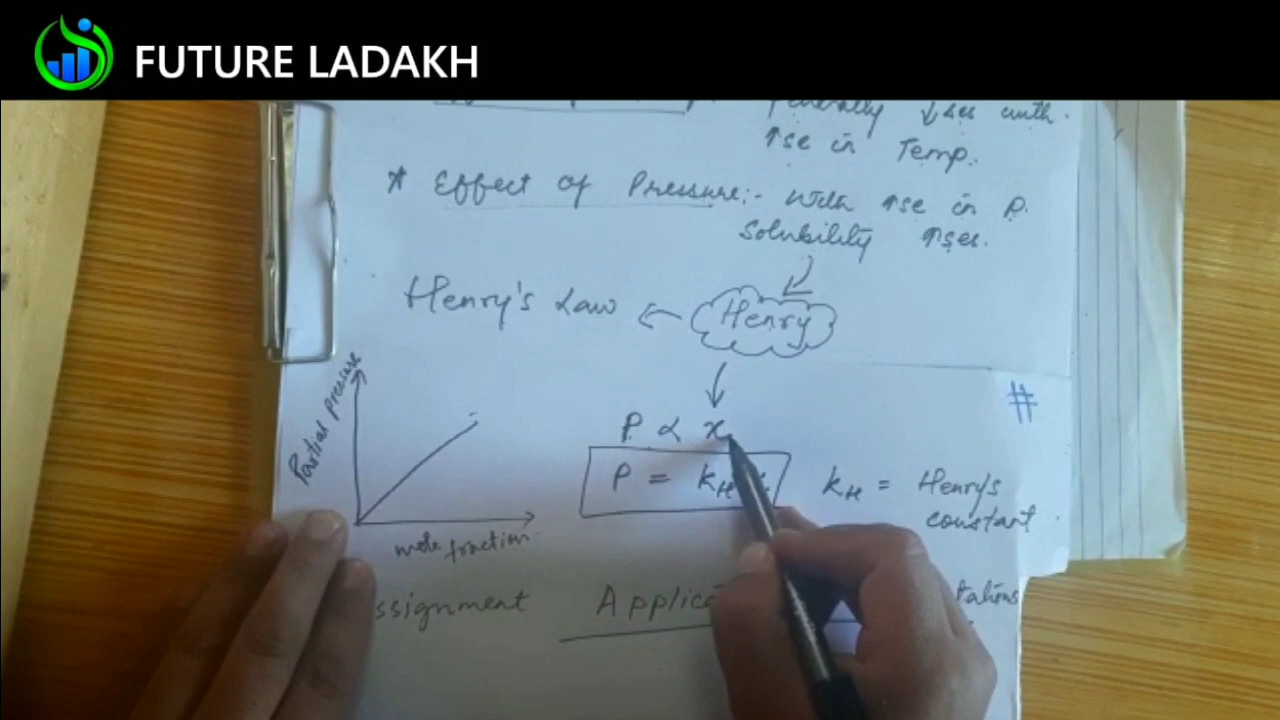 FUTURE LADAKH
generally ↓ses with
↑se in Temp.
* Effect of Pressure:- With ↑se in P.
solubility ↑ses.
Henry's Law ← Henry
Partial pressure
mole fraction
P ∝ x
P = kH
kH = Henry's
constant
#
ssignment
Applic
tations